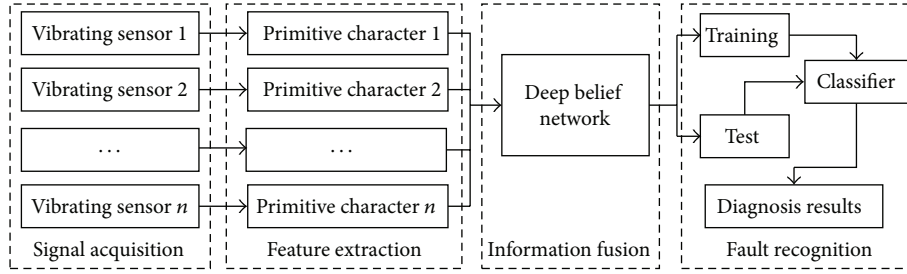 Vibrating sensor 1
Primitive character 1
Training
Vibrating sensor 2
Primitive character 2
Deep belief
network
Classifier
...
...
Test
Vibrating sensor n
Primitive character n
Diagnosis results
Signal acquisition
Feature extraction
Information fusion
Fault recognition